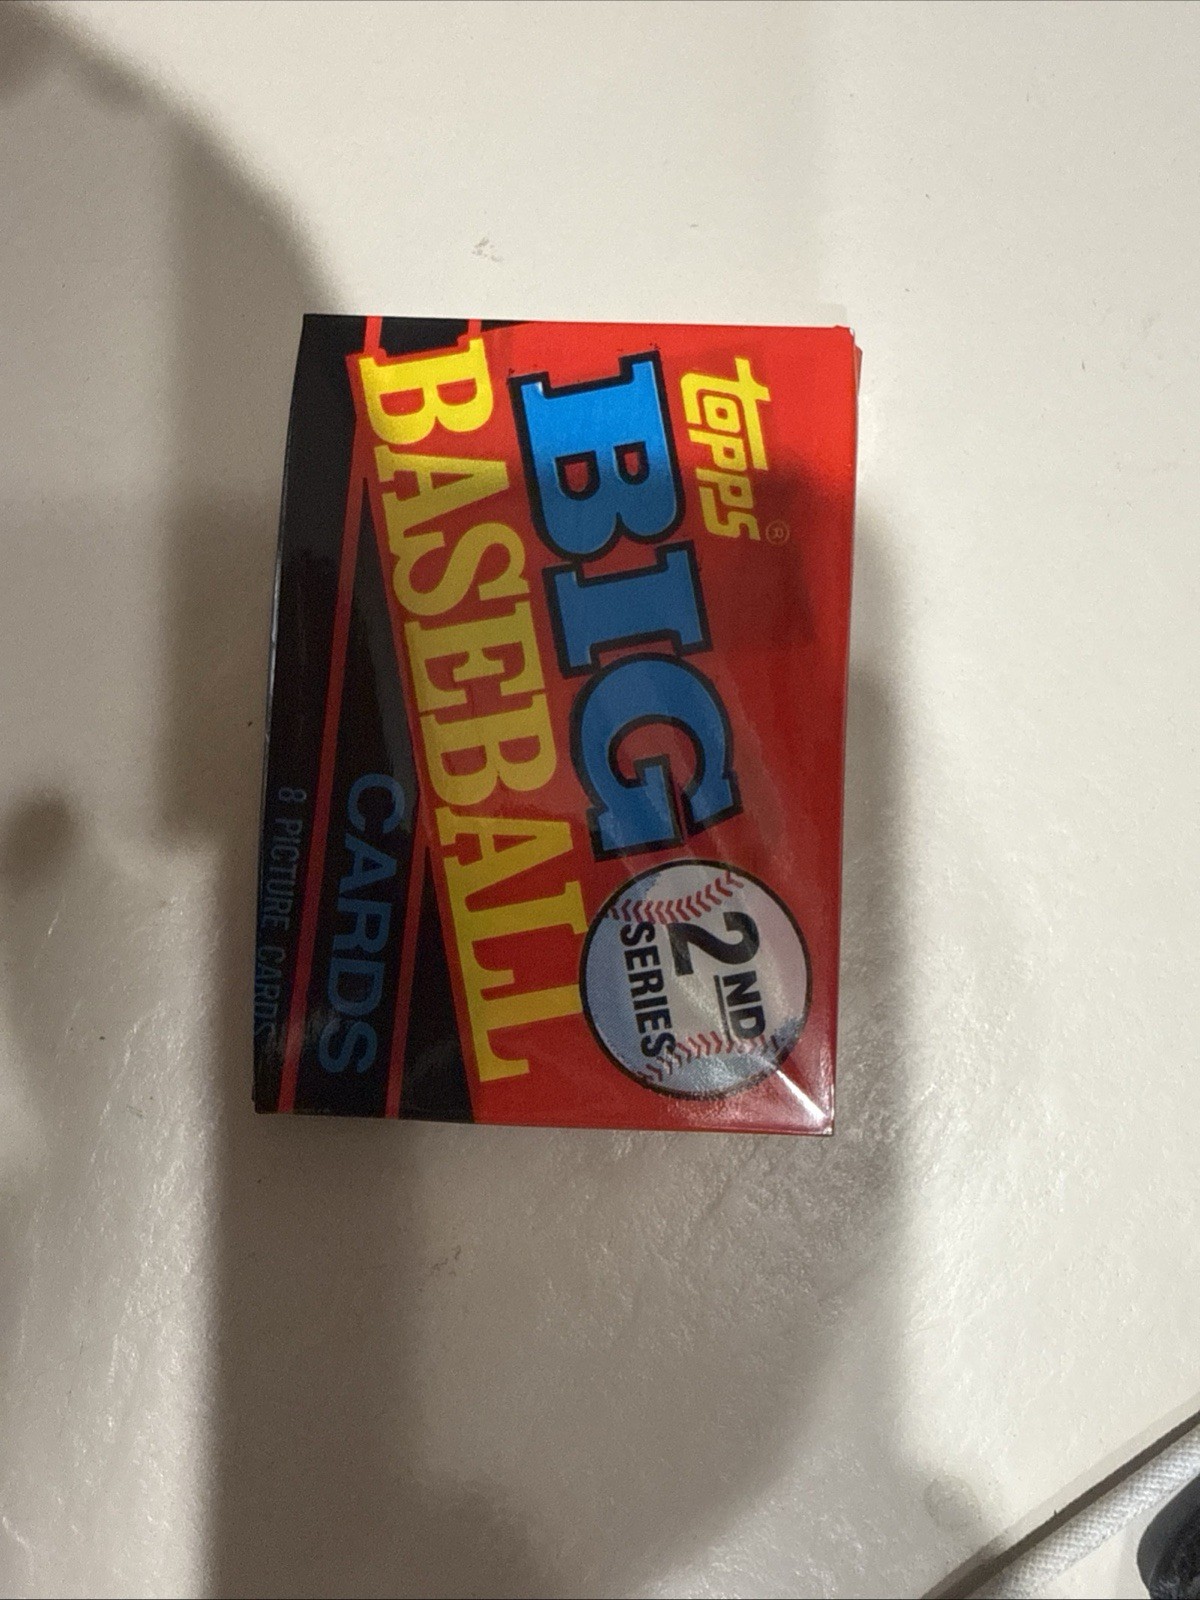 topps®
BIG
2ND
SERIES
BASEBALL
CARDS
8 PICTURE CARDS